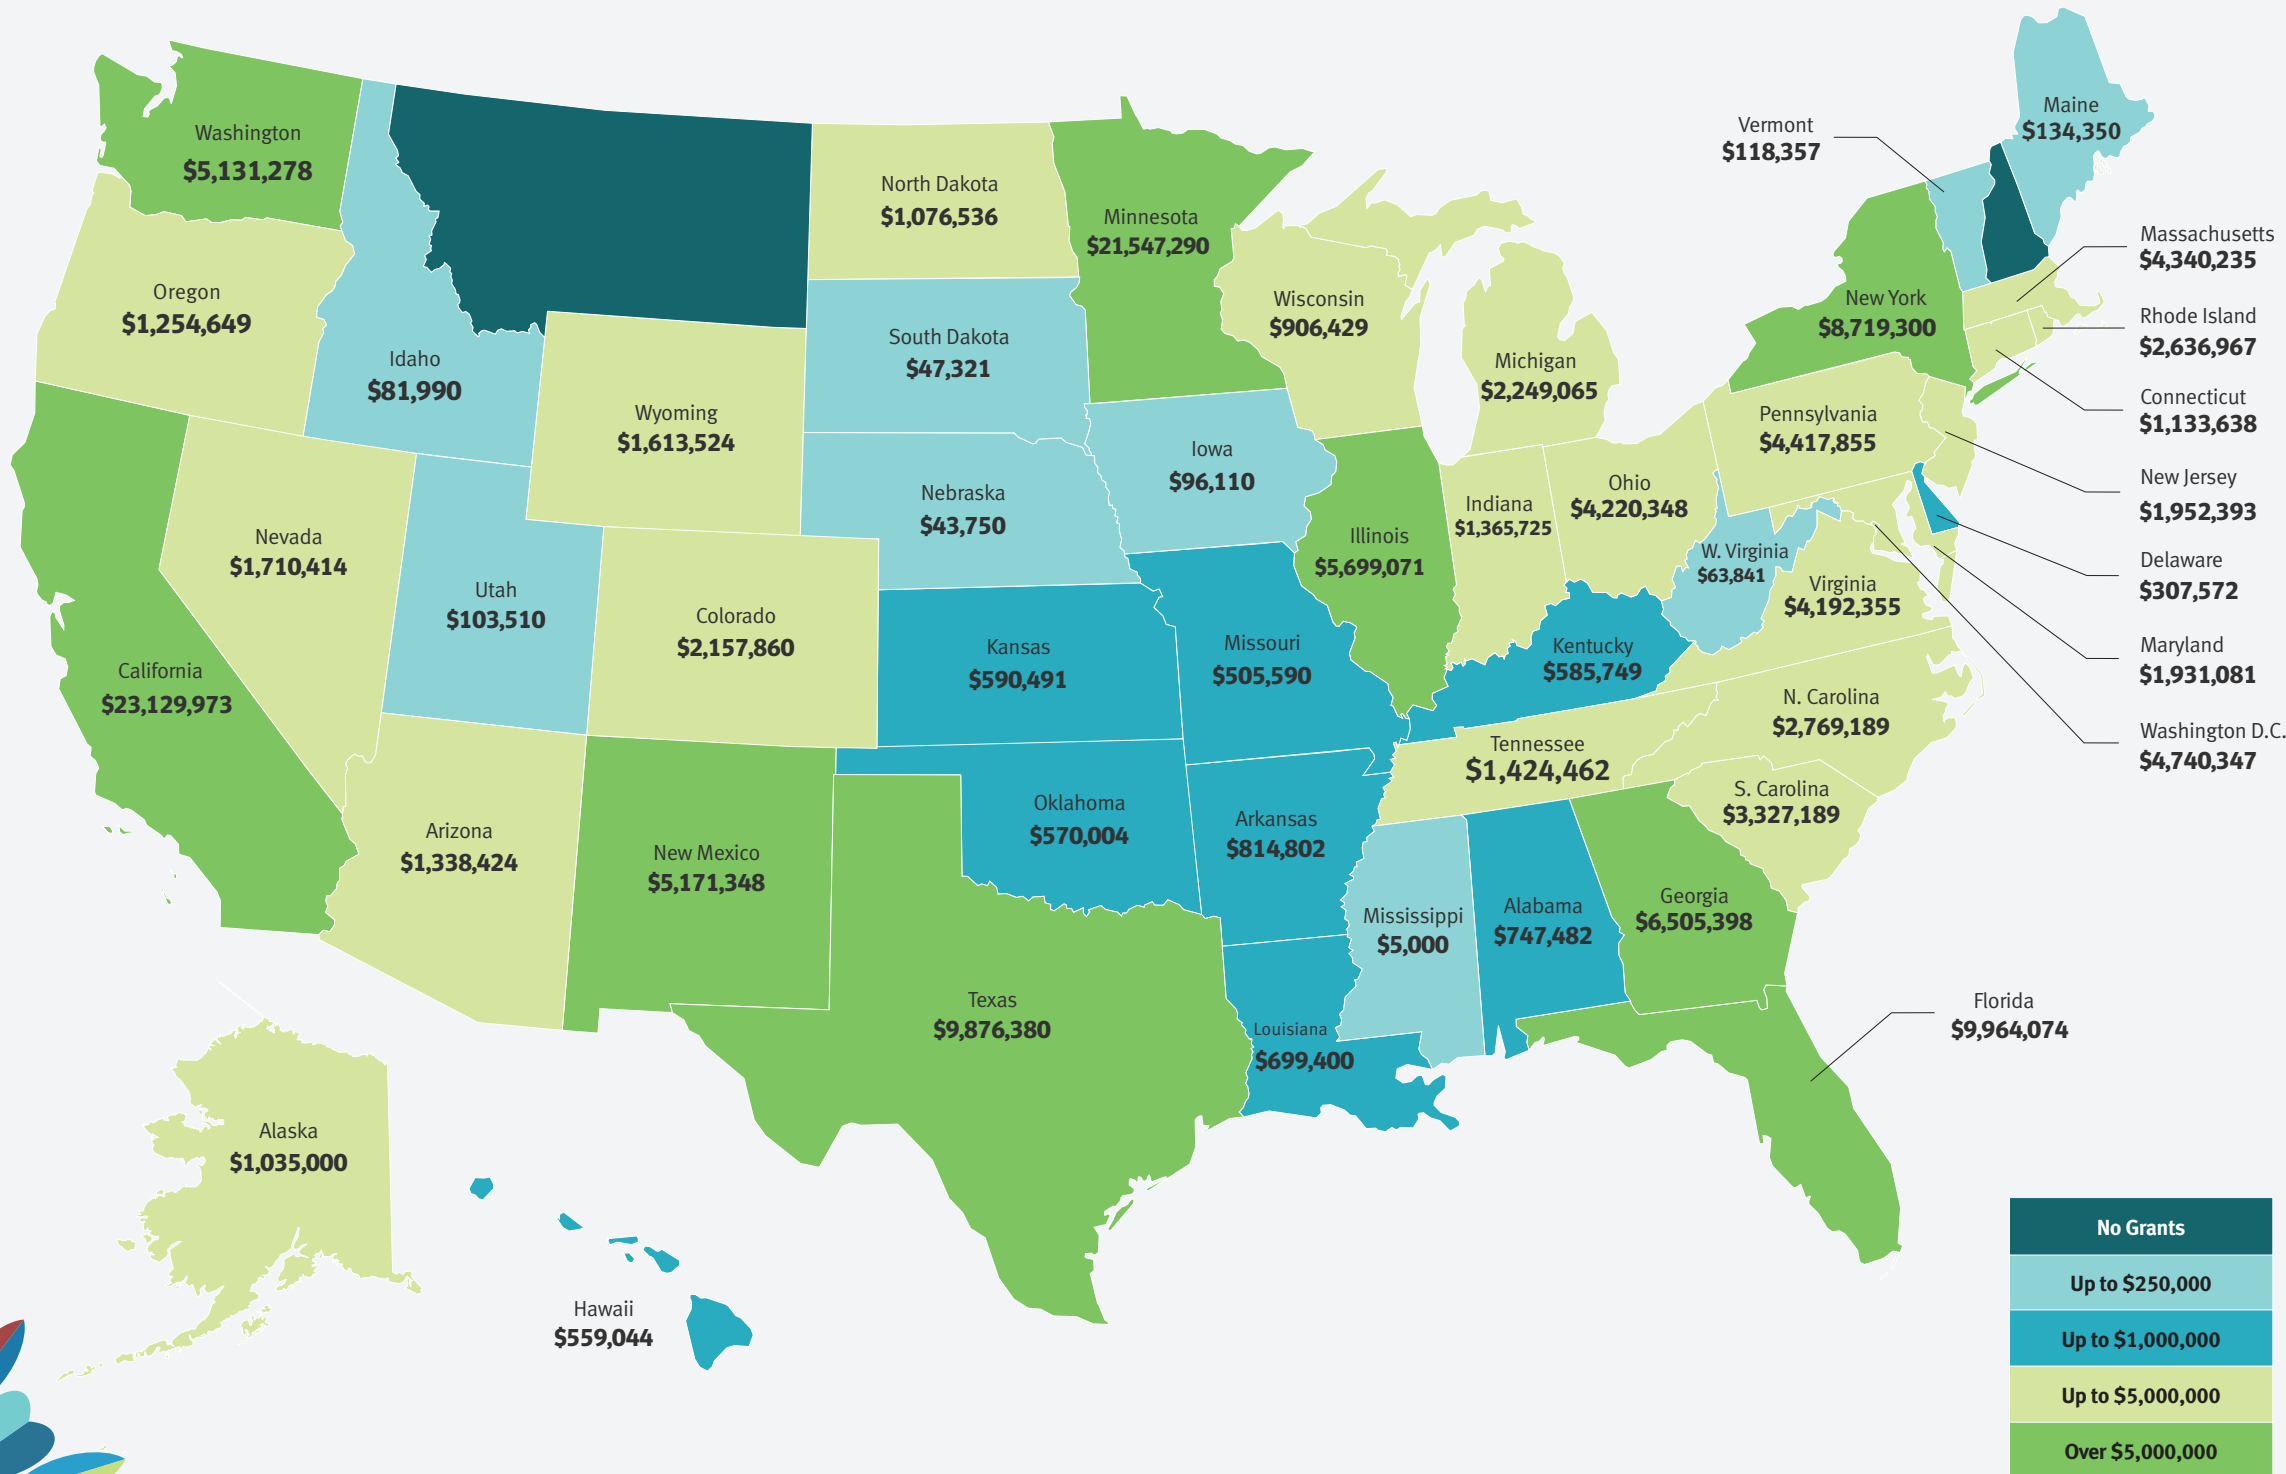 Washington
$5,131,278
Oregon
$1,254,649
Idaho
$81,990
California
$23,129,973
Nevada
$1,710,414
Utah
$103,510
Arizona
$1,338,424
Wyoming
$1,613,524
Colorado
$2,157,860
New Mexico
$5,171,348
North Dakota
$1,076,536
South Dakota
$47,321
Nebraska
$43,750
Kansas
$590,491
Oklahoma
$570,004
Texas
$9,876,380
Minnesota
$21,547,290
Iowa
$96,110
Missouri
$505,590
Arkansas
$814,802
Louisiana
$699,400
Wisconsin
$906,429
Illinois
$5,699,071
Michigan
$2,249,065
Indiana
$1,365,725
Ohio
$4,220,348
Kentucky
$585,749
Tennessee
$1,424,462
Mississippi
$5,000
Alabama
$747,482
Georgia
$6,505,398
Florida
$9,964,074
S. Carolina
$3,327,189
N. Carolina
$2,769,189
Virginia
$4,192,355
W. Virginia
$63,841
Pennsylvania
$4,417,855
New York
$8,719,300
Vermont
$118,357
Maine
$134,350
Massachusetts
$4,340,235
Rhode Island
$2,636,967
Connecticut
$1,133,638
New Jersey
$1,952,393
Delaware
$307,572
Maryland
$1,931,081
Washington D.C.
$4,740,347
Alaska
$1,035,000
Hawaii
$559,044
No Grants
Up to $250,000
Up to $1,000,000
Up to $5,000,000
Over $5,000,000